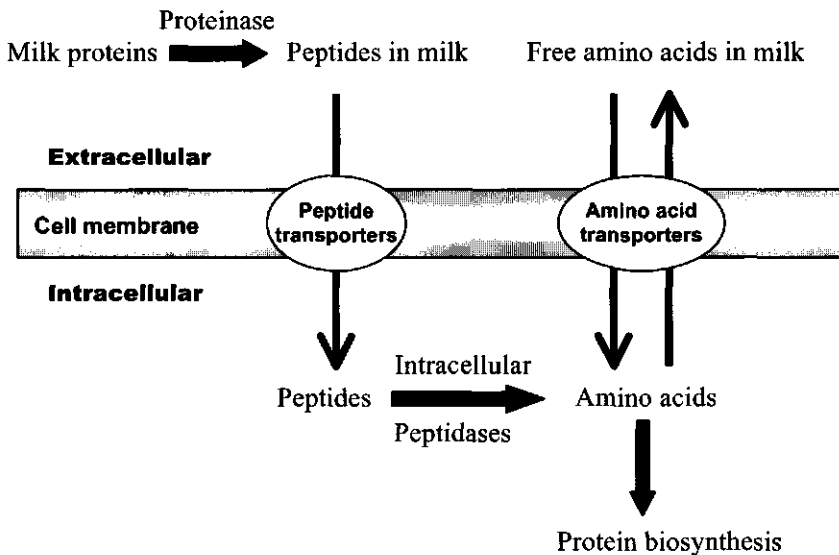 Proteinase
Milk proteins
Peptides in milk
Free amino acids in milk
Extracellular
Cell membrane
Peptide
transporters
Amino acid
transporters
Intracellular
Intracellular
Peptides
Peptidases
Amino acids
Protein biosynthesis